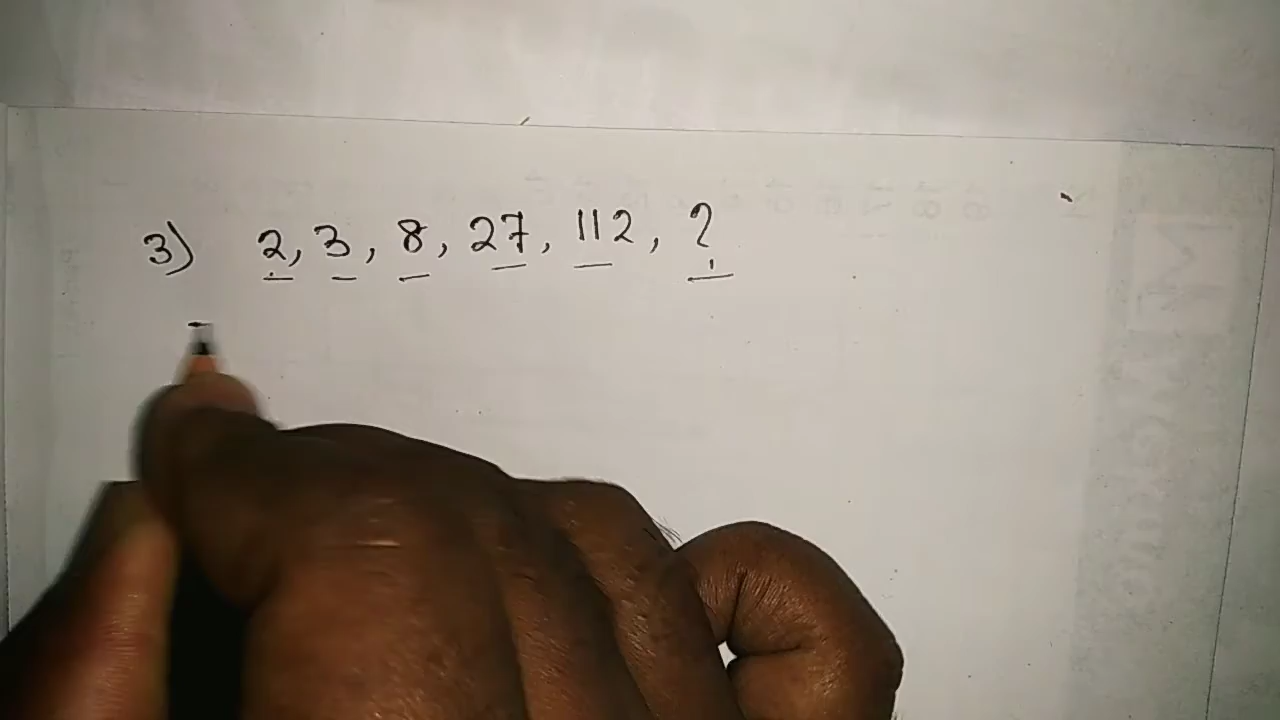 3) 2, 3, 8, 27, 112, ?